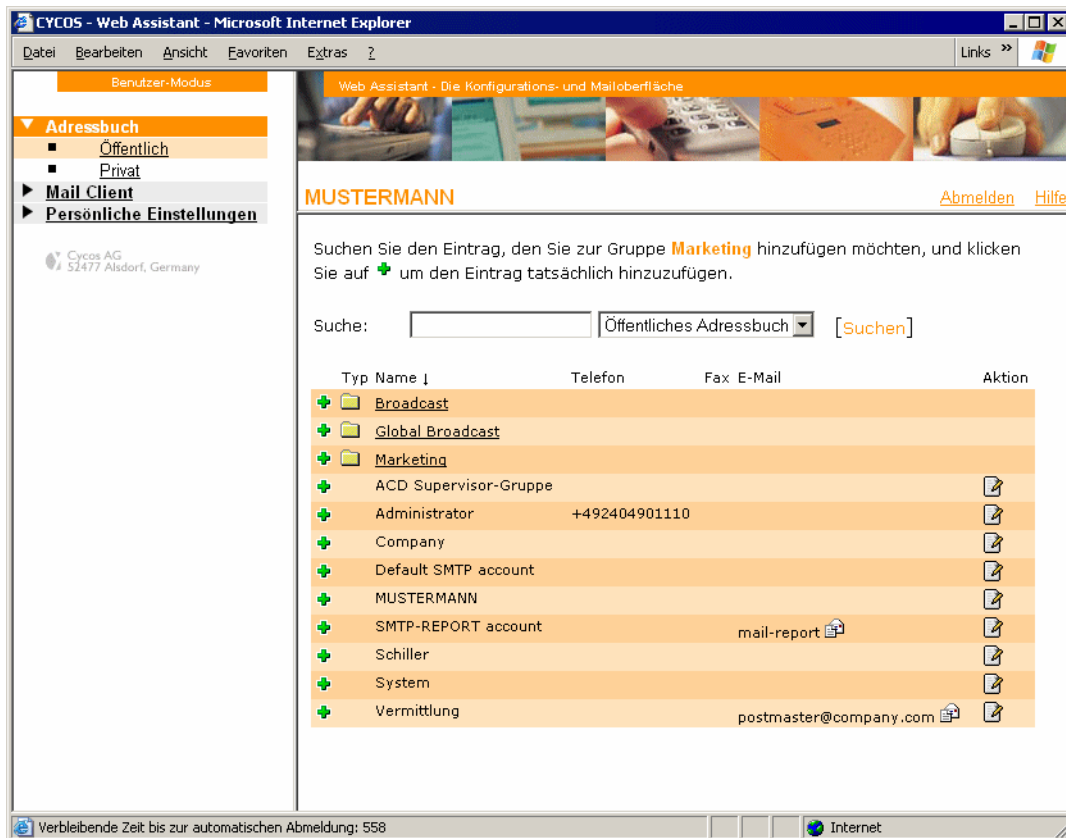 CYCOS - Web Assistant - Microsoft Internet Explorer
Datei Bearbeiten Ansicht Favoriten Extras ? Links »
Benutzer-Modus
Web Assistant - Die Konfigurations- und Mailoberfläche
Adressbuch
Öffentlich
Privat
Mail Client
Persönliche Einstellungen
Cycos AG
52477 Alsdorf, Germany
MUSTERMANN Abmelden Hilfe
Suchen Sie den Eintrag, den Sie zur Gruppe Marketing hinzufügen möchten, und klicken
Sie auf um den Eintrag tatsächlich hinzuzufügen.
Suche: Öffentliches Adressbuch [Suchen]
Typ Name ↓ Telefon Fax E-Mail Aktion
Broadcast
Global Broadcast
Marketing
ACD Supervisor-Gruppe
Administrator +492404901110
Company
Default SMTP account
MUSTERMANN
SMTP-REPORT account mail-report
Schiller
System
Vermittlung postmaster@company.com
Verbleibende Zeit bis zur automatischen Abmeldung: 558 Internet